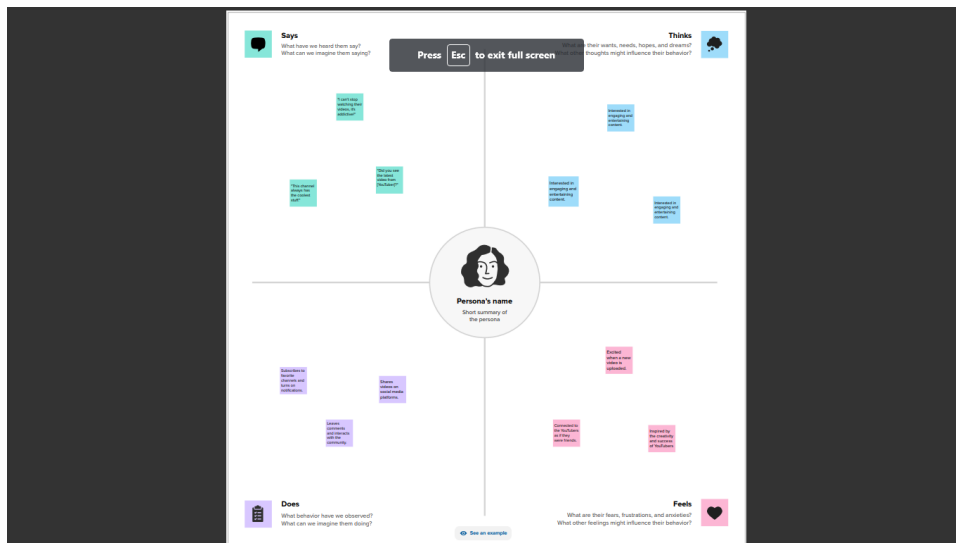 Says
What have we heard them say?
What can we imagine them saying?
Press Esc to exit full screen
Thinks
are their wants, needs, hopes, and dreams?
thoughts might influence their behavior?
"I can't stop
watching their
videos, its
addictive!"
"Did you see
the latest
video from
[YouTuber]?"
"This channel
always has
the coolest
stuff"
Interested in
engaging and
entertaining
content.
Interested in
engaging and
entertaining
content.
Interested in
engaging and
entertaining
content
Persona's name
Short summary of
the persona
Subscribes to
favorite
channels and
turns on
notifications.
Shares
videos on
social media
platforms.
Leaves
comments
and interacts
with the
community.
Excited
when a new
video is
uploaded.
Connected to
the YouTubers
as if they
were friends.
Inspired by
the creativity
and success
of YouTubers
Does
What behavior have we observed?
What can we imagine them doing?
See an example
Feels
What are their fears, frustrations, and anxieties?
What other feelings might influence their behavior?